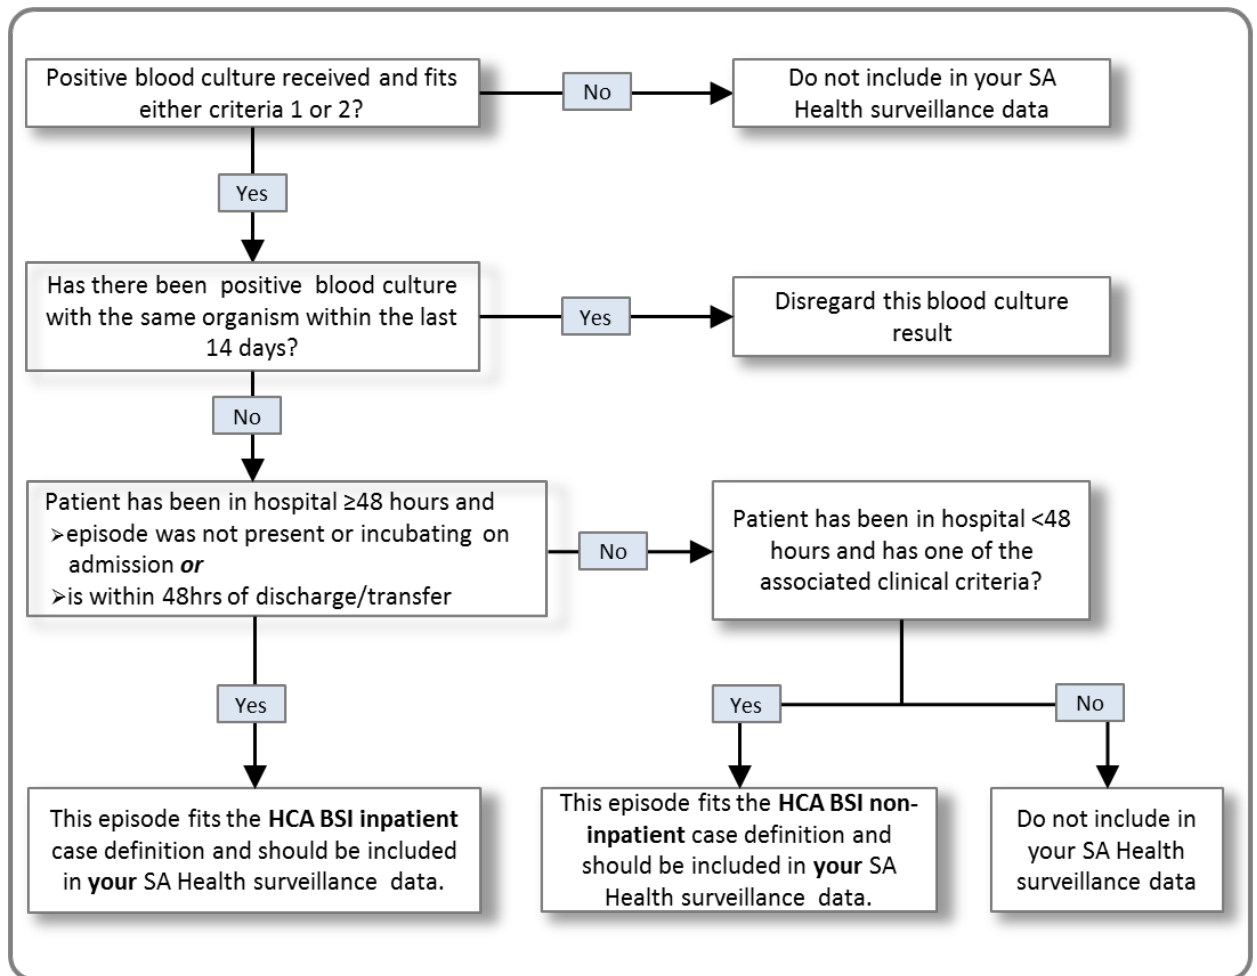 Positive blood culture received and fits
either criteria 1 or 2?
No
Do not include in your SA
Health surveillance data
Yes
Has there been positive blood culture
with the same organism within the last
14 days?
Yes
Disregard this blood culture
result
No
Patient has been in hospital ≥48 hours and
➢episode was not present or incubating on
admission or
➢is within 48hrs of discharge/transfer
No
Patient has been in hospital <48
hours and has one of the
associated clinical criteria?
Yes
Yes
No
This episode fits the HCA BSI inpatient
case definition and should be included
in your SA Health surveillance data.
This episode fits the HCA BSI non-
inpatient case definition and
should be included in your SA
Health surveillance data.
Do not include in
your SA Health
surveillance data